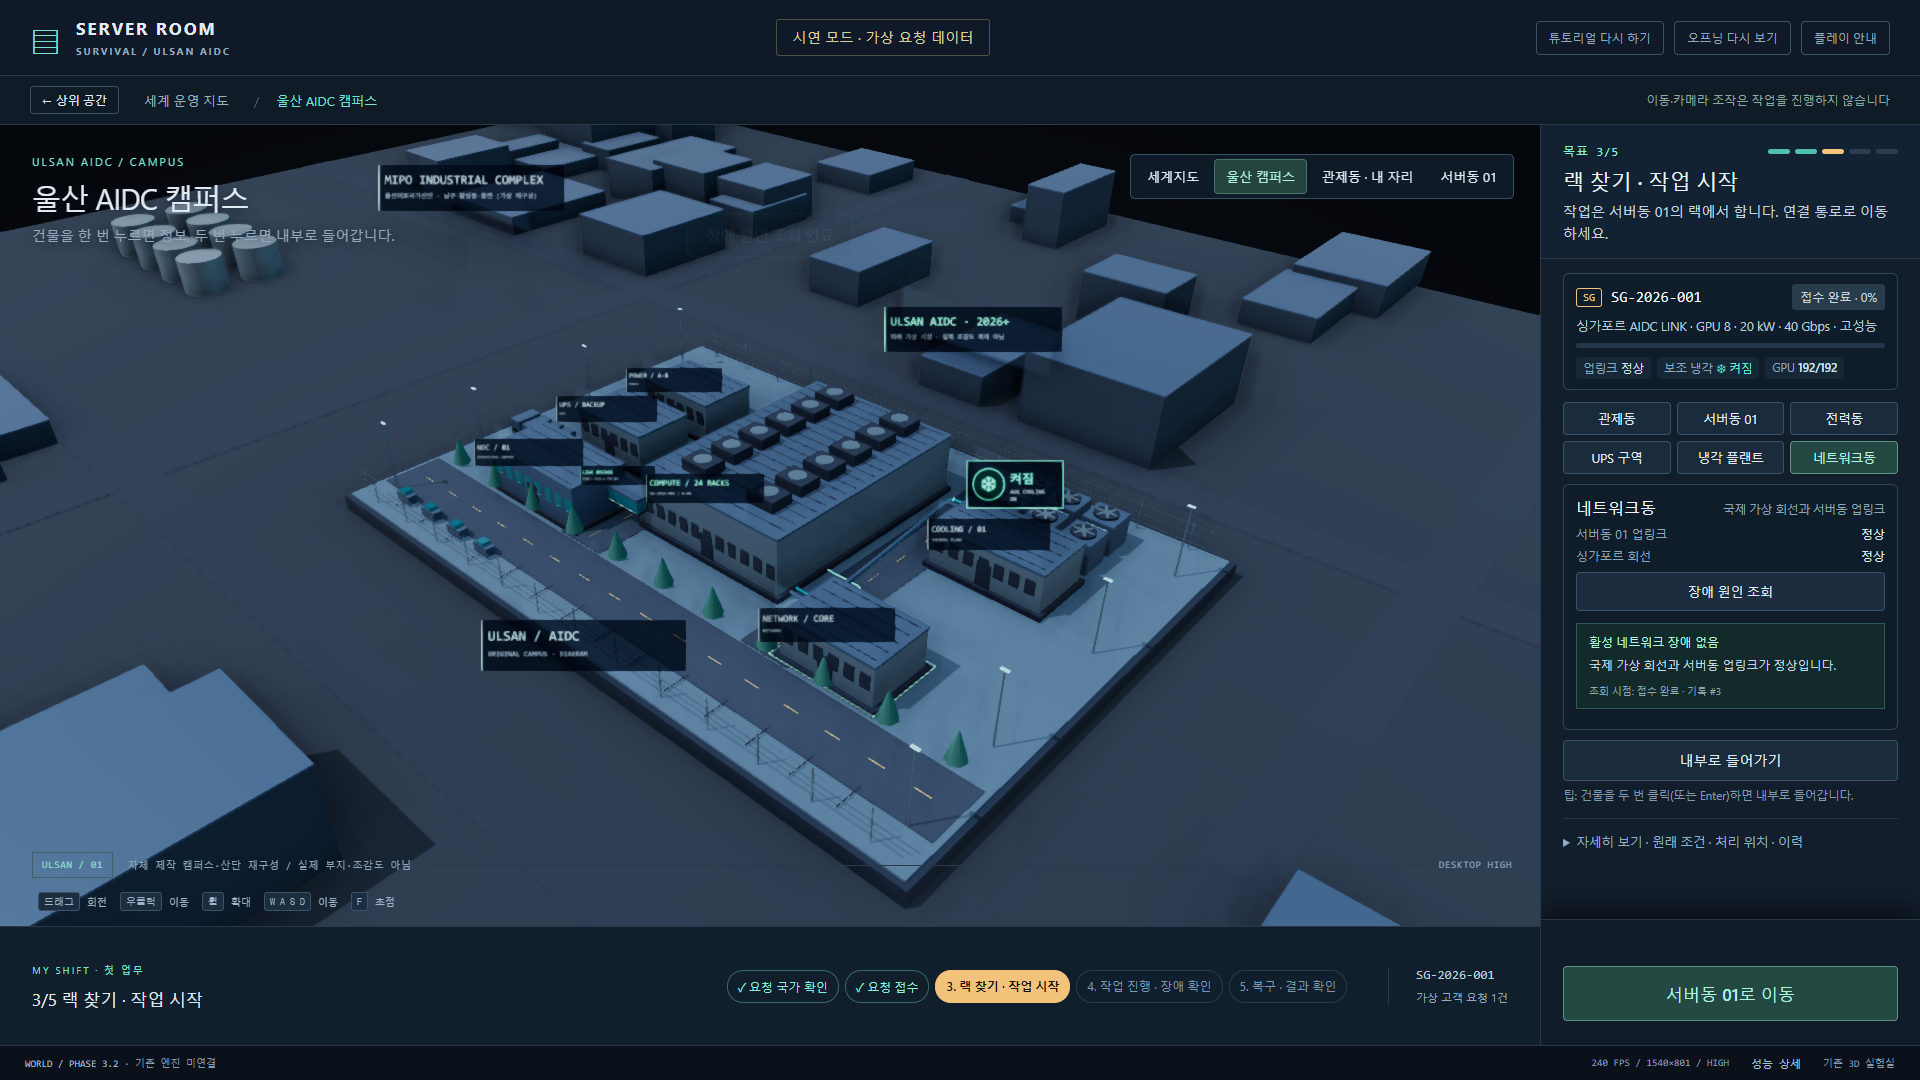 SERVER ROOM
SURVIVAL / ULSAN AIDC
시연 모드 · 가상 요청 데이터
튜토리얼 다시 하기
오프닝 다시 보기
플레이 안내
← 상위 공간
세계 운영 지도 / 울산 AIDC 캠퍼스
이동·카메라 조작은 작업을 진행하지 않습니다
ULSAN AIDC / CAMPUS
울산 AIDC 캠퍼스
건물을 한 번 누르면 정보, 두 번 누르면 내부로 들어갑니다.
세계지도
울산 캠퍼스
관제동 · 내 자리
서버동 01
장애 원인 조회 완료
MIPO INDUSTRIAL COMPLEX
ULSAN AIDC · 2026+
POWER / A·B
UPS / BACKUP
NOC / 01
COMPUTE / 24 RACKS
켜짐
AUX COOLING
ON
COOLING / 01
NETWORK / CORE
NETWORK
ULSAN / AIDC
ORIGINAL CAMPUS · DIAGRAM
ULSAN / 01
자체 제작 캠퍼스·산단 재구성 / 실제 부지·조감도 아님
DESKTOP HIGH
드래그 회전 우클릭 이동 휠 확대 W A S D 이동 F 초점
목표 3/5
랙 찾기 · 작업 시작
작업은 서버동 01의 랙에서 합니다. 연결 통로로 이동
하세요.
SG SG-2026-001 접수 완료 · 0%
싱가포르 AIDC LINK · GPU 8 · 20 kW · 40 Gbps · 고성능
업링크 정상 보조 냉각 ❄ 켜짐 GPU 192/192
관제동
서버동 01
전력동
UPS 구역
냉각 플랜트
네트워크동
네트워크동 국제 가상 회선과 서버동 업링크
서버동 01 업링크 정상
싱가포르 회선 정상
장애 원인 조회
활성 네트워크 장애 없음
국제 가상 회선과 서버동 업링크가 정상입니다.
조회 시점: 접수 완료 · 기록 #3
내부로 들어가기
팁: 건물을 두 번 클릭(또는 Enter)하면 내부로 들어갑니다.
▶ 자세히 보기 · 원래 조건 · 처리 위치 · 이력
서버동 01로 이동
MY SHIFT · 첫 업무
3/5 랙 찾기 · 작업 시작
✓ 요청 국가 확인
✓ 요청 접수
3. 랙 찾기 · 작업 시작
4. 작업 진행 · 장애 확인
5. 복구 · 결과 확인
SG-2026-001
가상 고객 요청 1건
WORLD / PHASE 3.2 · 기존 엔진 미연결
240 FPS / 1540×801 / HIGH
성능 상세
기존 3D 실험실